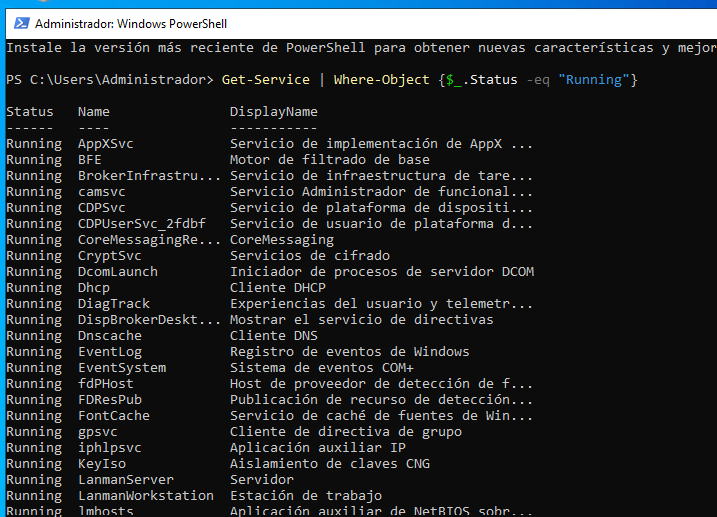 Administrador: Windows PowerShell
Instale la versión más reciente de PowerShell para obtener nuevas características y mejor
PS C:\Users\Administrador> Get-Service | Where-Object {$_.Status -eq "Running"}
Status   Name               DisplayName
------   ----               -----------
Running  AppXSvc            Servicio de implementación de AppX ...
Running  BFE                Motor de filtrado de base
Running  BrokerInfrastru... Servicio de infraestructura de tare...
Running  camsvc             Servicio Administrador de funcional...
Running  CDPSvc             Servicio de plataforma de dispositi...
Running  CDPUserSvc_2fdbf   Servicio de usuario de plataforma d...
Running  CoreMessagingRe... CoreMessaging
Running  CryptSvc           Servicios de cifrado
Running  DcomLaunch         Iniciador de procesos de servidor DCOM
Running  Dhcp               Cliente DHCP
Running  DiagTrack          Experiencias del usuario y telemetr...
Running  DispBrokerDeskt... Mostrar el servicio de directivas
Running  Dnscache           Cliente DNS
Running  EventLog           Registro de eventos de Windows
Running  EventSystem        Sistema de eventos COM+
Running  fdPHost            Host de proveedor de detección de f...
Running  FDResPub           Publicación de recurso de detección...
Running  FontCache          Servicio de caché de fuentes de Win...
Running  gpsvc              Cliente de directiva de grupo
Running  iphlpsvc           Aplicación auxiliar IP
Running  KeyIso             Aislamiento de claves CNG
Running  LanmanServer       Servidor
Running  LanmanWorkstation  Estación de trabajo
Running  lmhosts            Aplicación auxiliar de NetBIOS sobr...